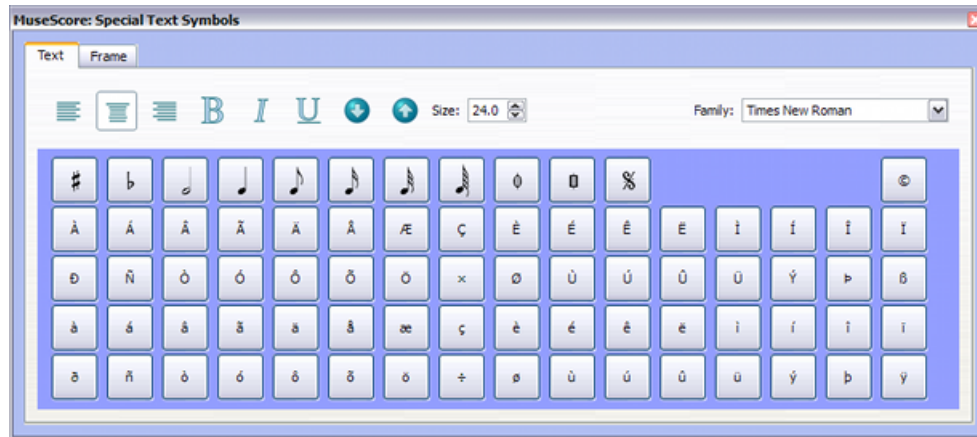 MuseScore: Special Text Symbols
Text Frame
B I U Size: 24.0 Family: Times New Roman
♯ ♭ 𝅗𝅥 𝅘𝅥 𝅘𝅥𝅮 𝅘𝅥𝅯 𝅘𝅥𝅰 𝅘𝅥𝅱 𝄌 𝄋 ©
À Á Â Ã Ä Å Æ Ç È É Ê Ë Ì Í Î Ï
Ð Ñ Ò Ó Ô Õ Ö × Ø Ù Ú Û Ü Ý Þ ß
à á â ã ä å æ ç è é ê ë ì í î ï
ð ñ ò ó ô õ ö ÷ ø ù ú û ü ý þ ÿ